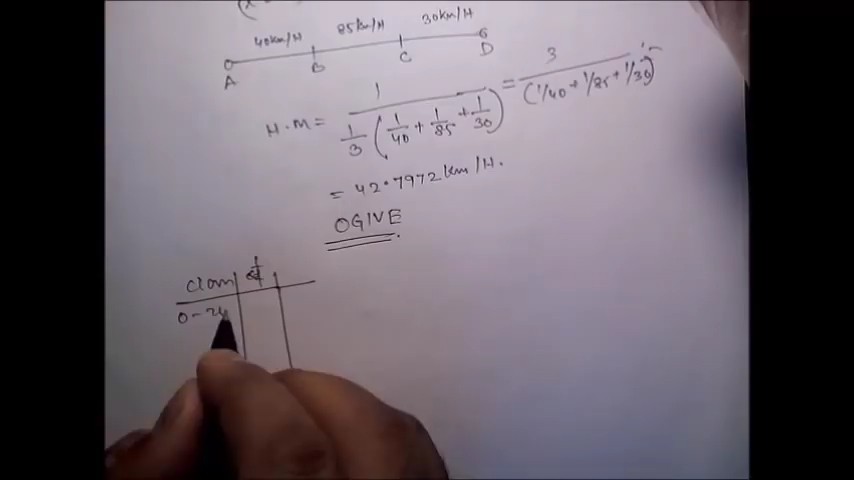 40km/H 85km/H 30km/H
A B C D
H.M = 1 / 1/3 (1/40 + 1/85 + 1/30) = 3 / (1/40 + 1/85 + 1/30)
= 42.7972 km/H.
OGIVE
Class f
0-24